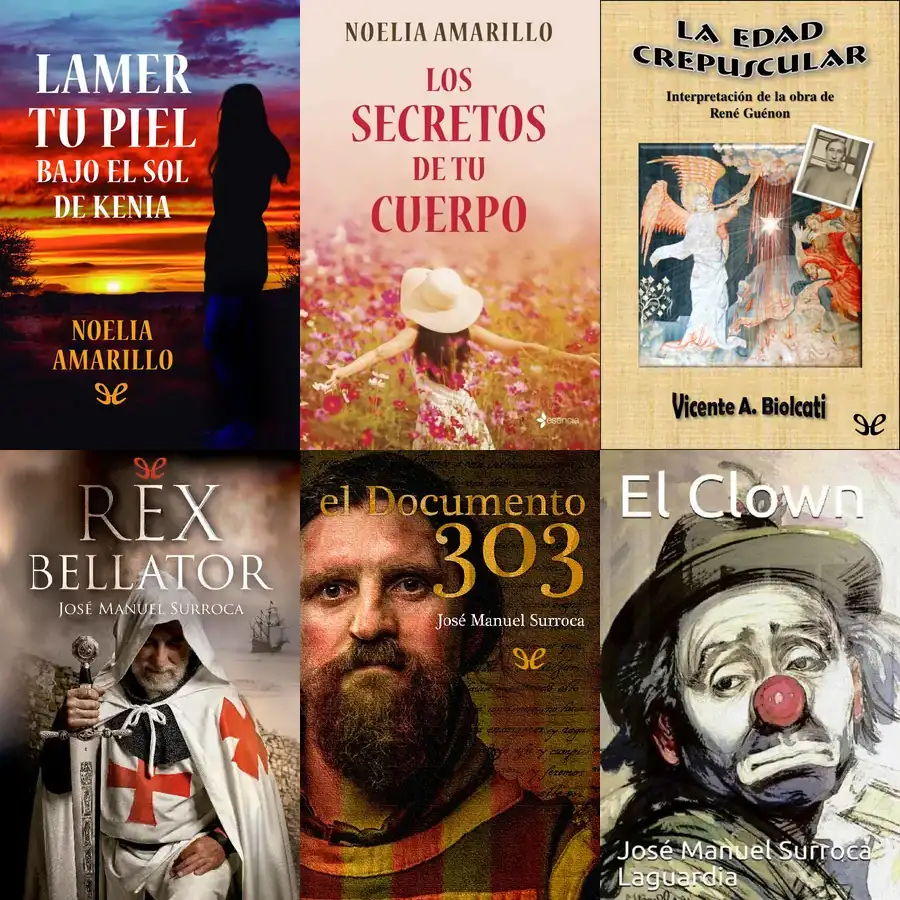 LAMER
TU PIEL
BAJO EL SOL
DE KENIA
NOELIA
AMARILLO
NOELIA AMARILLO
LOS
SECRETOS
DE TU
CUERPO
esencia
LA EDAD
CREPUSCULAR
Interpretación de la obra de
René Guénon
Vicente A. Biolcati
REX
BELLATOR
JOSÉ MANUEL SURROCA
el Documento
303
José Manuel Surroca
El Clown
José Manuel Surroca
Laguardia